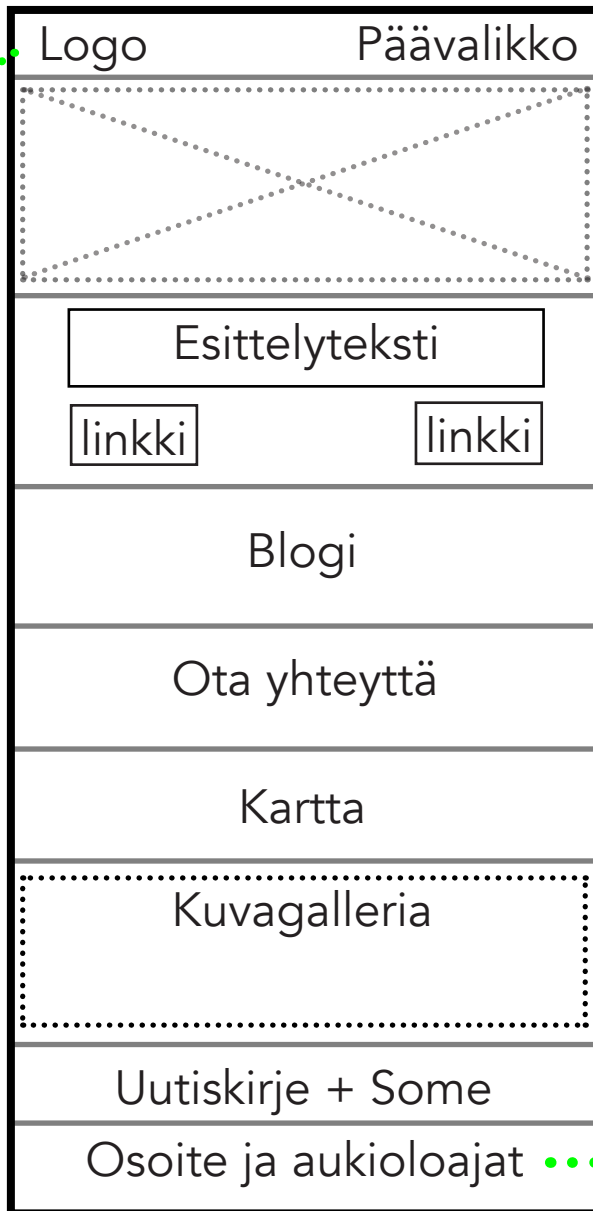 Logo Päävalikko
Esittelyteksti
linkki linkki
Blogi
Ota yhteyttä
Kartta
Kuvagalleria
Uutiskirje + Some
Osoite ja aukioloajat